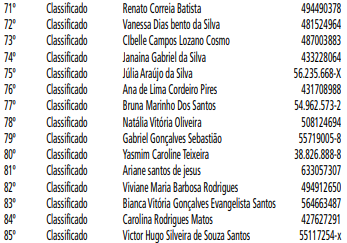 71º Classificado Renato Correia Batista 494490378
72º Classificado Vanessa Dias bento da Silva 481524964
73º Classificado CIbelle Campos Lozano Cosmo 487003883
74º Classificado Janaina Gabriel da Silva 433228064
75º Classificado Júlia Araújo da Silva 56.235.668-X
76º Classificado Ana de Lima Cordeiro Pires 431708988
77º Classificado Bruna Marinho Dos Santos 54.962.573-2
78º Classificado Natália Vitória Oliveira 508124694
79º Classificado Gabriel Gonçalves Sebastião 55719005-8
80º Classificado Yasmim Caroline Teixeira 38.826.888-8
81º Classificado Ariane santos de jesus 633057307
82º Classificado Viviane Maria Barbosa Rodrigues 494912650
83º Classificado Bianca Vitória Gonçalves Evangelista Santos 564663487
84º Classificado Carolina Rodrigues Matos 427627291
85º Classificado Victor Hugo Silveira de Souza Santos 55117254-x